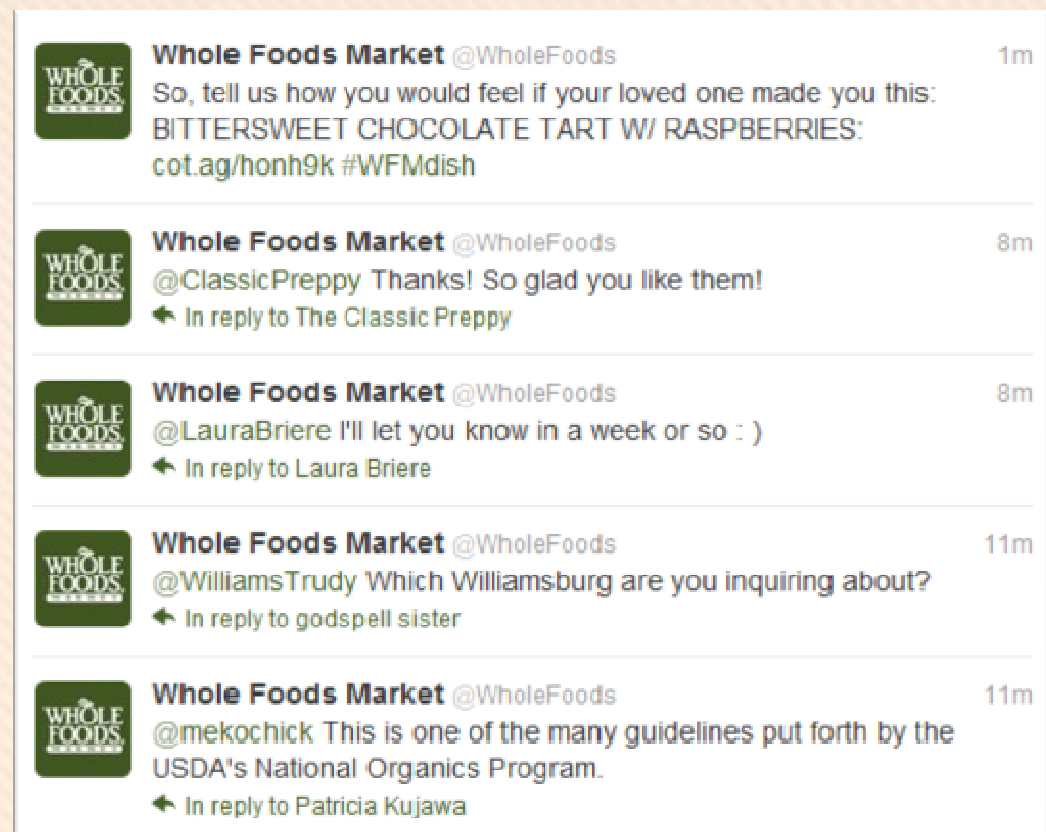 WHOLE
FOODS
MARKET
Whole Foods Market @WholeFoods 1m
So, tell us how you would feel if your loved one made you this:
BITTERSWEET CHOCOLATE TART W/ RASPBERRIES:
cot.ag/honh9k #WFMdish
WHOLE
FOODS
MARKET
Whole Foods Market @WholeFoods 8m
@ClassicPreppy Thanks! So glad you like them!
In reply to The Classic Preppy
WHOLE
FOODS
MARKET
Whole Foods Market @WholeFoods 8m
@LauraBriere I'll let you know in a week or so : )
In reply to Laura Briere
WHOLE
FOODS
MARKET
Whole Foods Market @WholeFoods 11m
@WilliamsTrudy Which Williamsburg are you inquiring about?
In reply to godspell sister
WHOLE
FOODS
MARKET
Whole Foods Market @WholeFoods 11m
@mekochick This is one of the many guidelines put forth by the
USDA's National Organics Program.
In reply to Patricia Kujawa